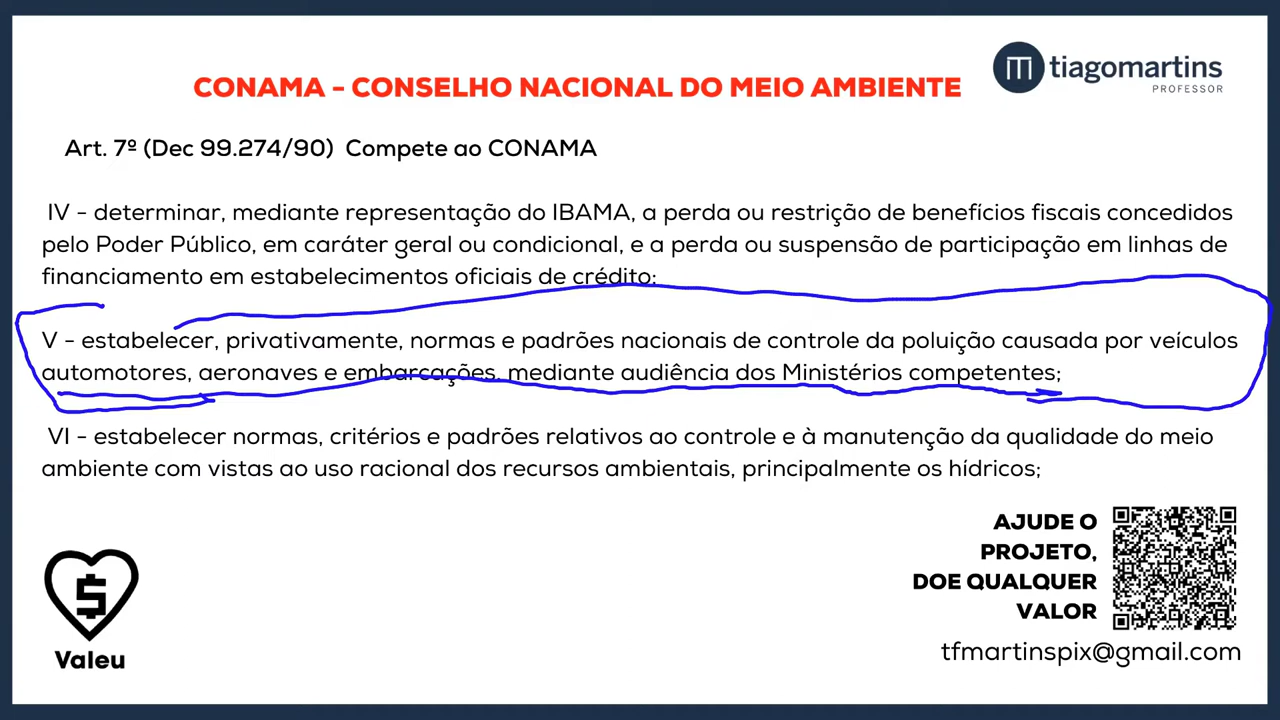 CONAMA - CONSELHO NACIONAL DO MEIO AMBIENTE
tiagomartins
PROFESSOR
Art. 7º (Dec 99.274/90) Compete ao CONAMA
IV - determinar, mediante representação do IBAMA, a perda ou restrição de benefícios fiscais concedidos
pelo Poder Público, em caráter geral ou condicional, e a perda ou suspensão de participação em linhas de
financiamento em estabelecimentos oficiais de crédito;
V - estabelecer, privativamente, normas e padrões nacionais de controle da poluição causada por veículos
automotores, aeronaves e embarcações, mediante audiência dos Ministérios competentes;
VI - estabelecer normas, critérios e padrões relativos ao controle e à manutenção da qualidade do meio
ambiente com vistas ao uso racional dos recursos ambientais, principalmente os hídricos;
AJUDE O
PROJETO,
DOE QUALQUER
VALOR
tfmartinspix@gmail.com
$
Valeu